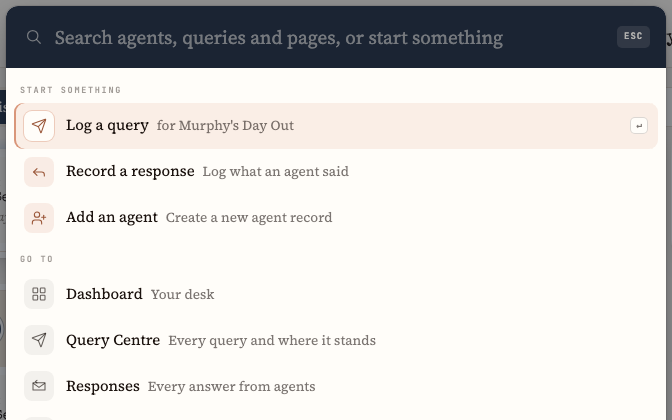 Search agents, queries and pages, or start something ESC
START SOMETHING
Log a query for Murphy's Day Out
Record a response Log what an agent said
Add an agent Create a new agent record
GO TO
Dashboard Your desk
Query Centre Every query and where it stands
Responses Every answer from agents